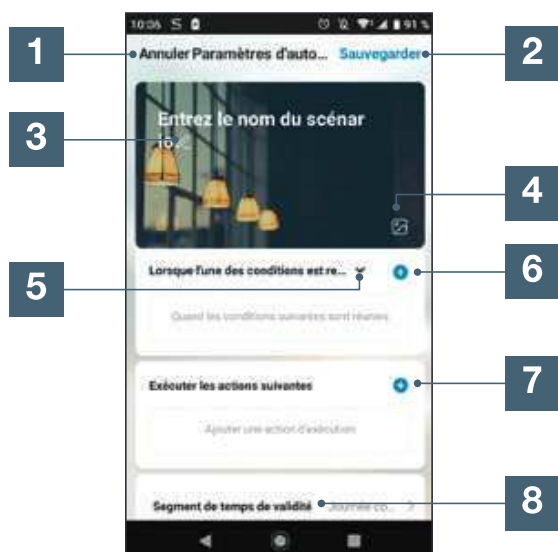 10:06 S 91 %
1
Annuler Paramètres d'auto... Sauvegarder
2
Entrez le nom du scénar
io
3
4
Lorsque l'une des conditions est re...
5
6
Quand les conditions suivantes sont réunies
Exécuter les actions suivantes
7
Ajouter une action d'exécution
Segment de temps de validité Journée co... >
8